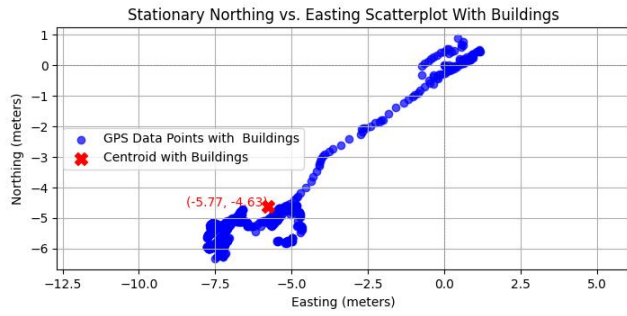 Stationary Northing vs. Easting Scatterplot With Buildings
Northing (meters)
1
0
−1
−2
−3
−4
−5
−6
GPS Data Points with  Buildings
Centroid with Buildings
(-5.77, -4.63)
−12.5 −10.0 −7.5 −5.0 −2.5 0.0 2.5 5.0
Easting (meters)